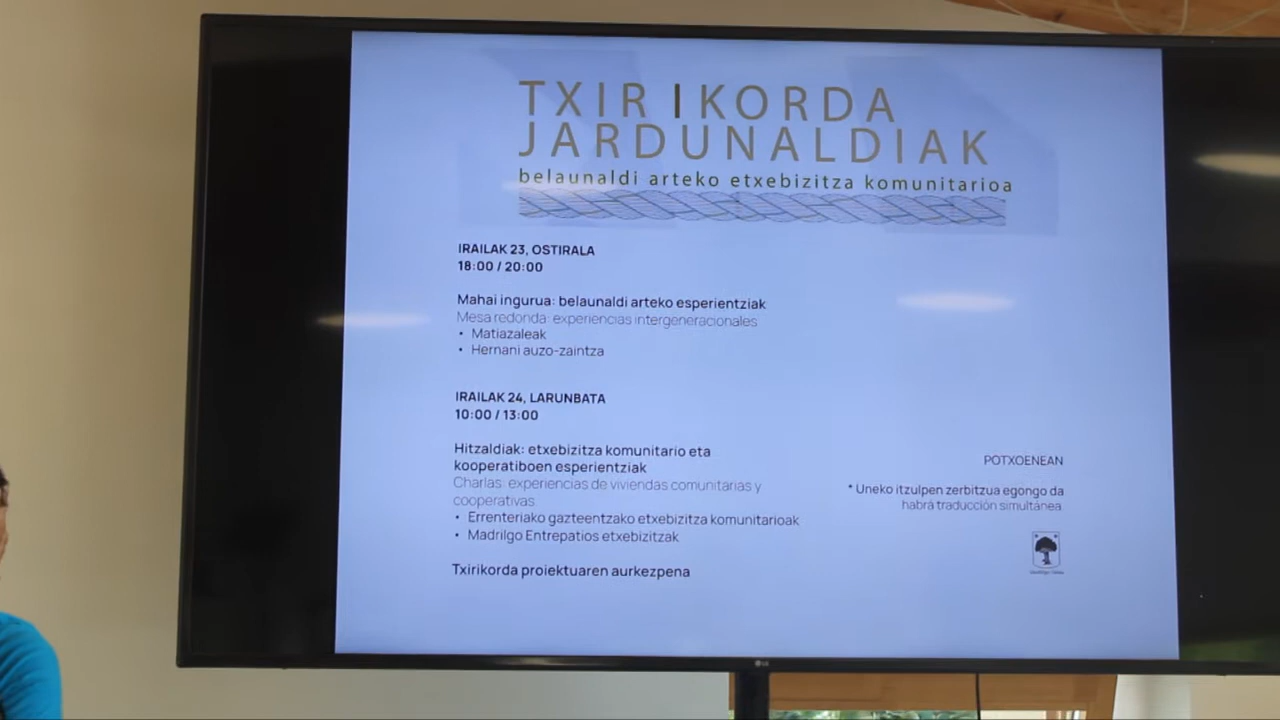 TXIRIKORDA
JARDUNALDIAK
belaunaldi arteko etxebizitza komunitarioa
IRAILAK 23, OSTIRALA
18:00 / 20:00
Mahai ingurua: belaunaldi arteko esperientziak
Mesa redonda: experiencias intergeneracionales
• Matiazaleak
• Hernani auzo-zaintza
IRAILAK 24, LARUNBATA
10:00 / 13:00
Hitzaldiak: etxebizitza komunitario eta
kooperatiboen esperientziak
Charlas: experiencias de viviendas comunitarias y
cooperativas
• Errenteriako gazteentzako etxebizitza komunitarioak
• Madrilgo Entrepatios etxebizitzak
Txirikorda proiektuaren aurkezpena
POTXOENEAN
* Uneko itzulpen zerbitzua egongo da
habrá traducción simultánea
LG